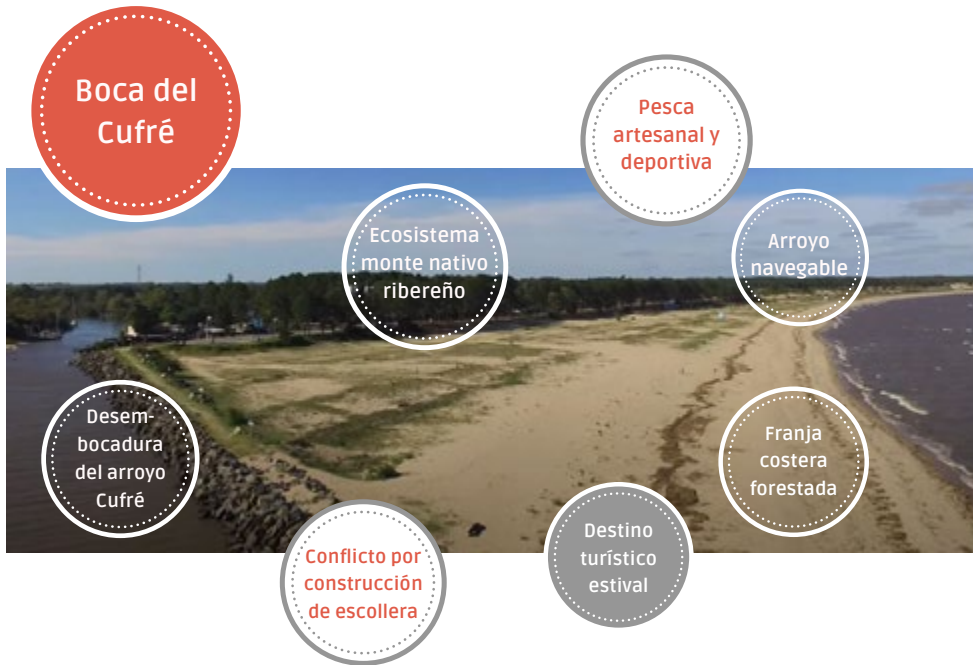 Boca del
Cufré
Pesca
artesanal y
deportiva
Ecosistema
monte nativo
ribereño
Arroyo
navegable
Desem-
bocadura
del arroyo
Cufré
Franja
costera
forestada
Conflicto por
construcción
de escollera
Destino
turístico
estival